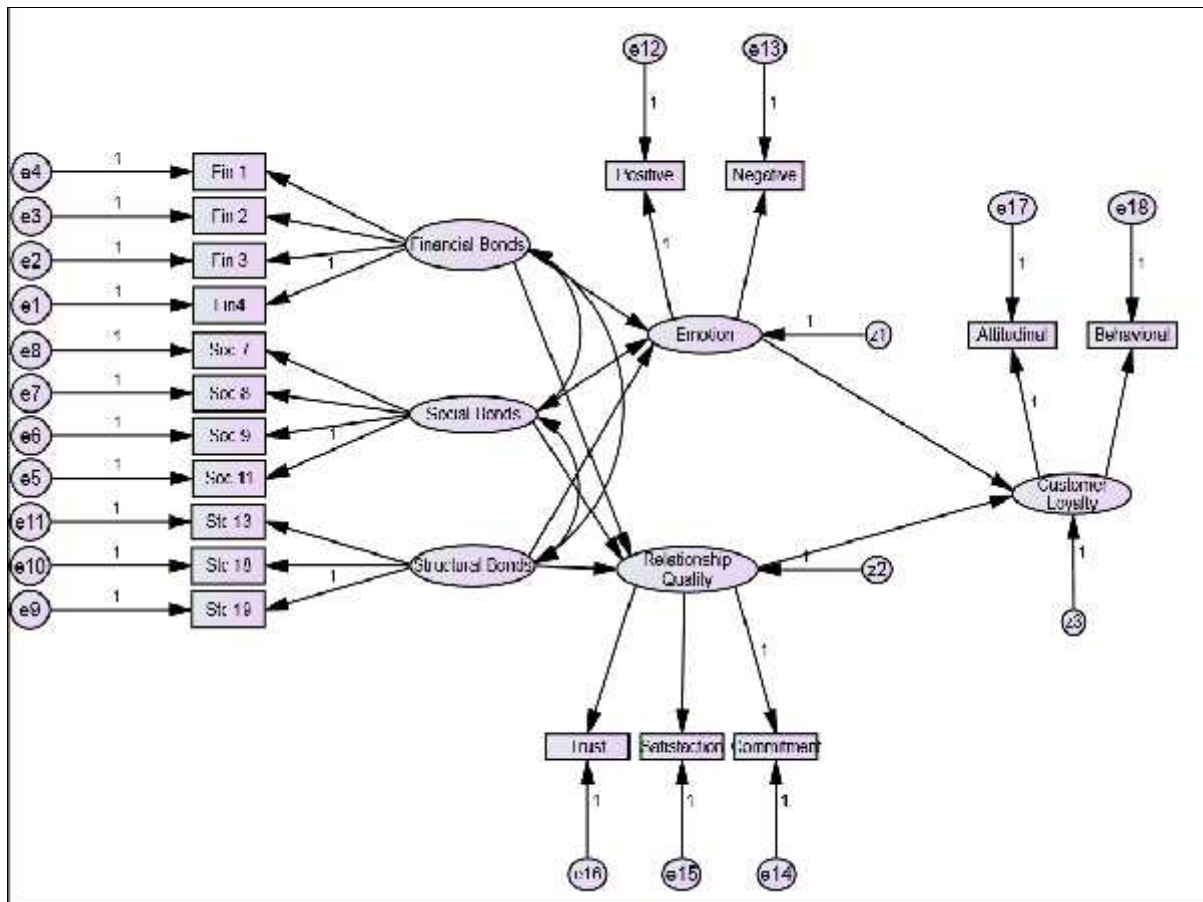 e12
e13
1
1
Positive
Negative
1
e4
1
Fin 1
e3
1
Fin 2
e2
1
Fin 3
e1
1
Fin4
1
e8
1
Soc 7
e7
1
Soc 8
e6
1
Soc 9
e5
1
Soc 11
1
e11
1
Stc 13
e10
1
Stc 18
e9
1
Stc 19
1
Financial Bonds
Social Bonds
Structural Bonds
Emotion
1
z1
e17
e18
1
1
Attitudinal
Behavioral
1
Customer
Loyalty
1
z3
Relationship
Quality
1
z2
1
Trust
Satisfaction
Commitment
1
1
1
e16
e15
e14